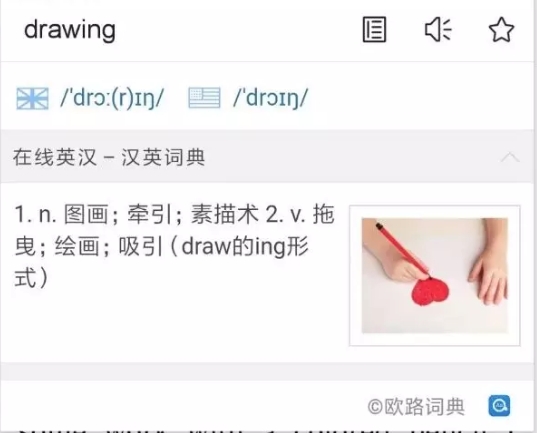 drawing
/ˈdrɔː(r)ɪŋ/ /ˈdrɔɪŋ/
在线英汉 – 汉英词典
1. n. 图画；牵引；素描术 2. v. 拖
曳；绘画；吸引（draw的ing形
式）
©欧路词典